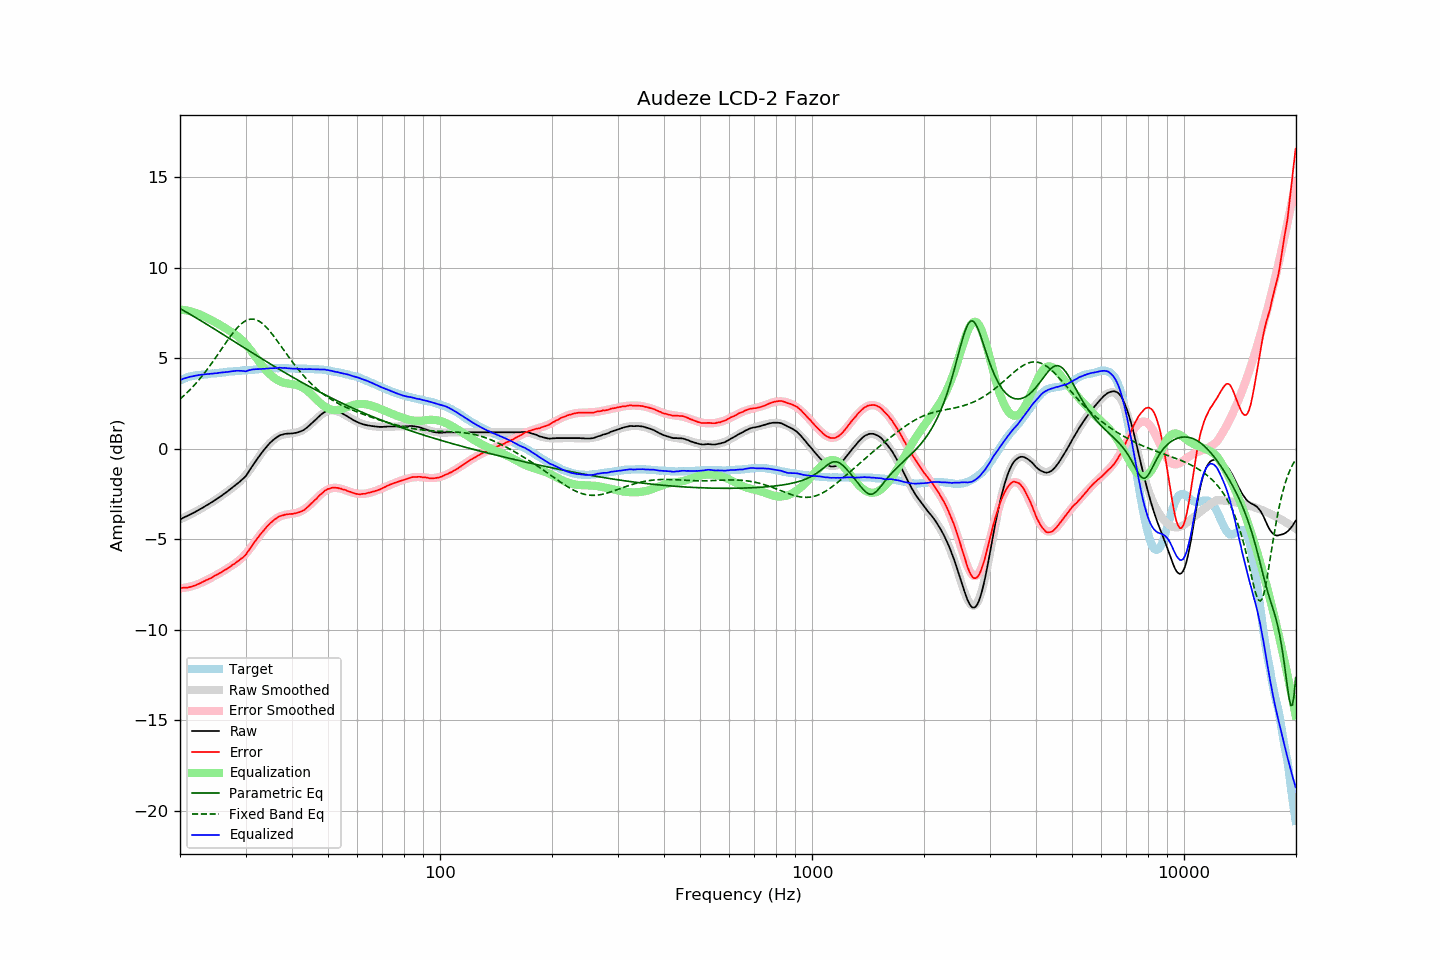 Audeze LCD-2 Fazor
Amplitude (dBr)
15
10
5
0
−5
−10
−15
−20
Target
Raw Smoothed
Error Smoothed
Raw
Error
Equalization
Parametric Eq
Fixed Band Eq
Equalized
100
1000
10000
Frequency (Hz)